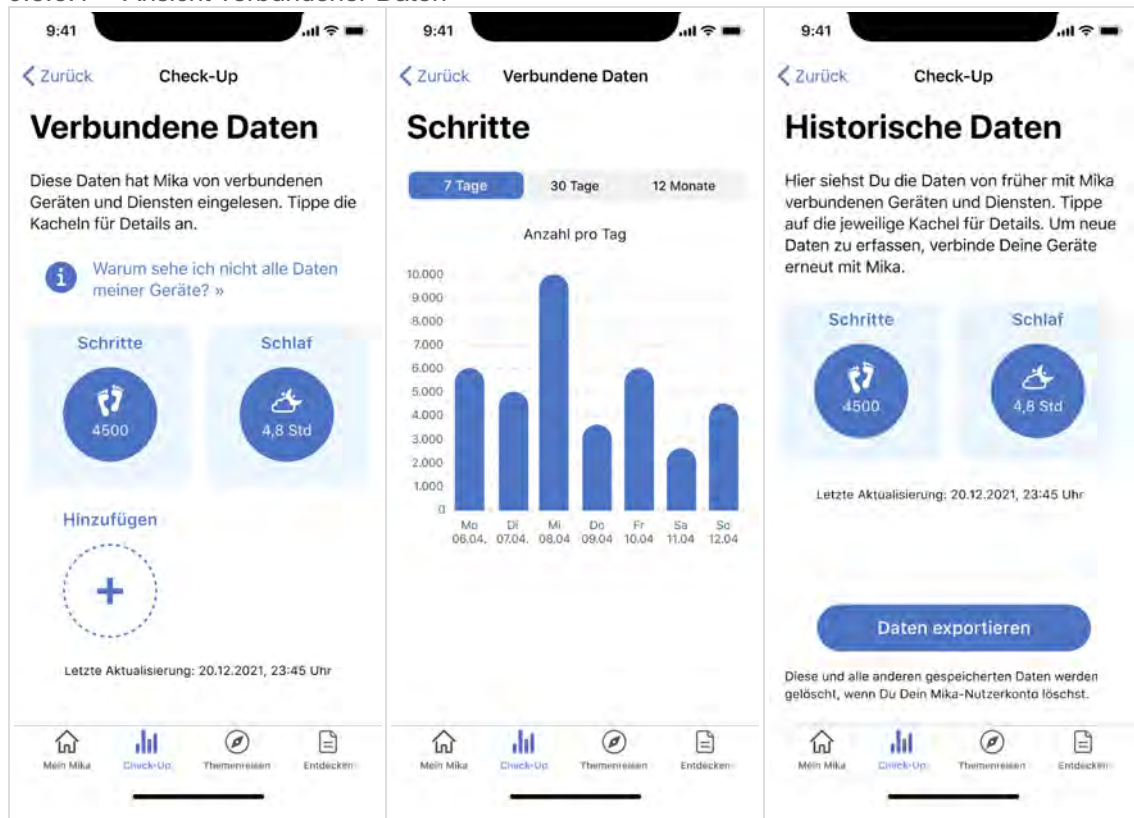 9:41
Zurück Check-Up
Verbundene Daten
Diese Daten hat Mika von verbundenen
Geräten und Diensten eingelesen. Tippe die
Kacheln für Details an.
Warum sehe ich nicht alle Daten
meiner Geräte? »
Schritte Schlaf
4500 4,8 Std
Hinzufügen
Letzte Aktualisierung: 20.12.2021, 23:45 Uhr
Mein Mika Check-Up Themenreisen Entdecken
9:41
Zurück Verbundene Daten
Schritte
7 Tage 30 Tage 12 Monate
Anzahl pro Tag
10.000
9.000
8.000
7.000
6.000
5.000
4.000
3.000
2.000
1.000
0
Mo Di Mi Do Fr Sa So
06.04. 07.04. 08.04 09.04 10.04 11.04 12.04
Mein Mika Check-Up Themenreisen Entdecken
9:41
Zurück Check-Up
Historische Daten
Hier siehst Du die Daten von früher mit Mika
verbundenen Geräten und Diensten. Tippe
auf die jeweilige Kachel für Details. Um neue
Daten zu erfassen, verbinde Deine Geräte
erneut mit Mika.
Schritte Schlaf
4500 4,8 Std
Letzte Aktualisierung: 20.12.2021, 23:45 Uhr
Daten exportieren
Diese und alle anderen gespeicherten Daten werden
gelöscht, wenn Du Dein Mika-Nutzerkonto löschst.
Mein Mika Check-Up Themenreisen Entdecken